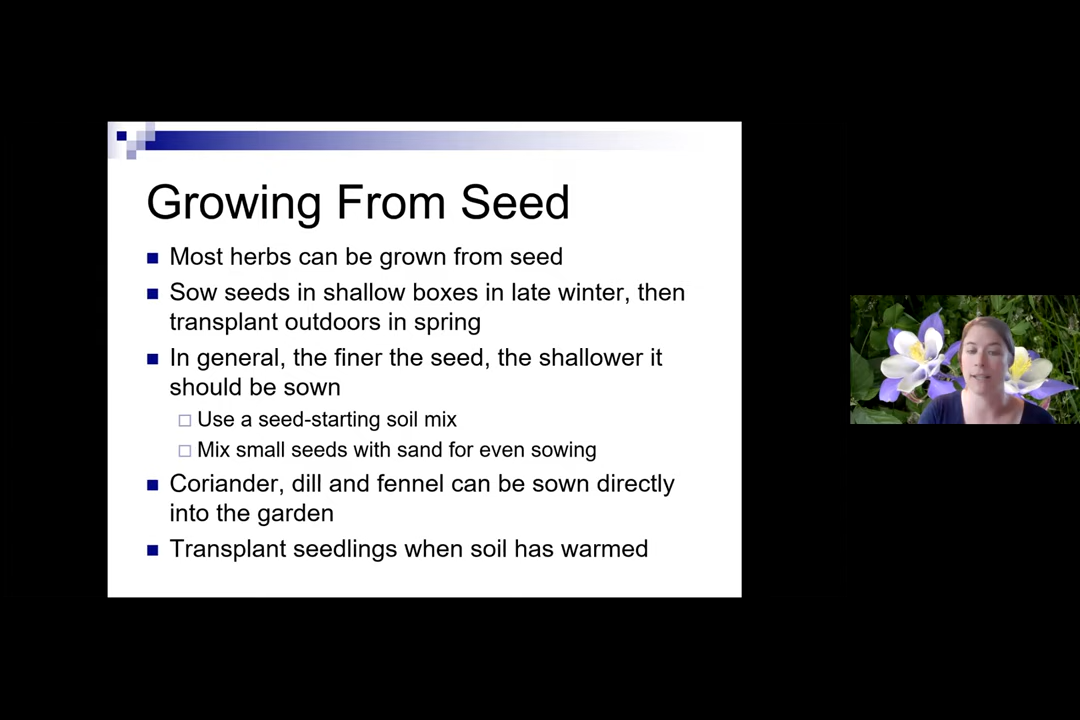 Growing From Seed
Most herbs can be grown from seed
Sow seeds in shallow boxes in late winter, then
transplant outdoors in spring
In general, the finer the seed, the shallower it
should be sown
Use a seed-starting soil mix
Mix small seeds with sand for even sowing
Coriander, dill and fennel can be sown directly
into the garden
Transplant seedlings when soil has warmed